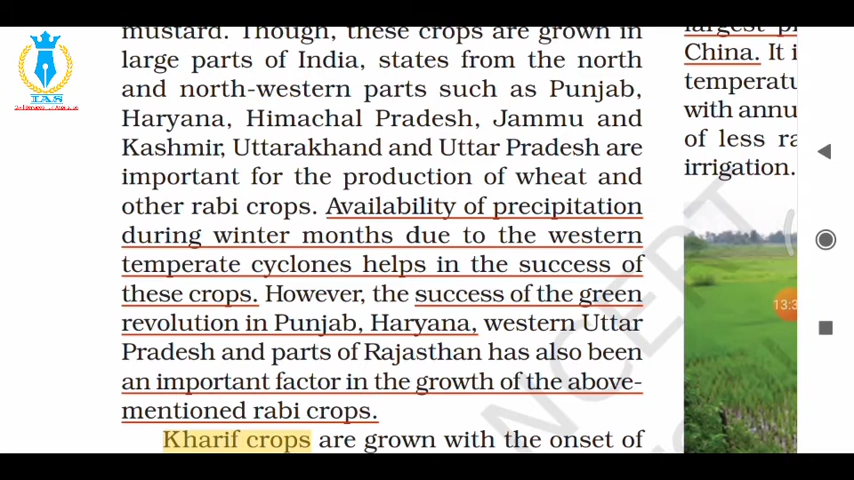 mustard. Though, these crops are grown in
large parts of India, states from the north
and north-western parts such as Punjab,
Haryana, Himachal Pradesh, Jammu and
Kashmir, Uttarakhand and Uttar Pradesh are
important for the production of wheat and
other rabi crops. Availability of precipitation
during winter months due to the western
temperate cyclones helps in the success of
these crops. However, the success of the green
revolution in Punjab, Haryana, western Uttar
Pradesh and parts of Rajasthan has also been
an important factor in the growth of the above-
mentioned rabi crops.
Kharif crops are grown with the onset of
largest p
China. It i
temperatu
with annu
of less ra
irrigation.
IAS
NCERT
13:3